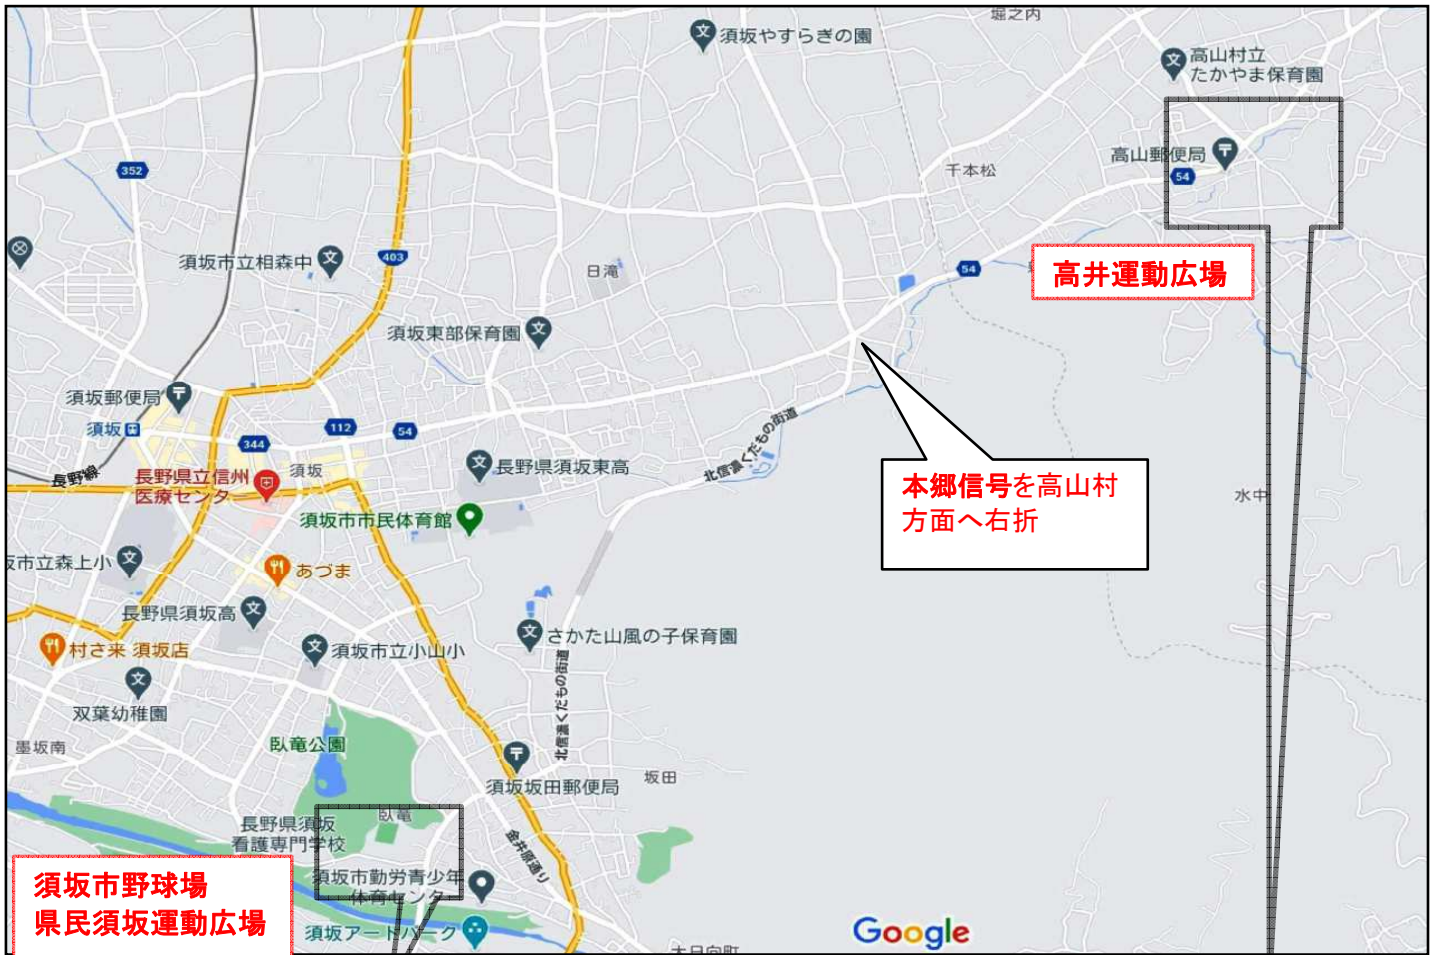 堀之内
須坂やすらぎの園
高山村立
たかやま保育園
352
高山郵便局
千本松
54
須坂市立相森中
403
日滝
54
高井運動広場
須坂東部保育園
須坂郵便局
須坂
344
112
54
北信濃くだもの街道
長野線
長野県立信州
医療センタ
須坂
長野県須坂東高
本郷信号を高山村
方面へ右折
水中
須坂市市民体育館
坂市立森上小
あづま
長野県須坂高
村さ来 須坂店
須坂市立小山小
さかた山風の子保育園
双葉幼稚園
北信濃くだもの街道
墨坂南
臥竜公園
須坂坂田郵便局
坂田
臥竜
長野県須坂
看護専門学校
金井原通り
須坂市勤労青少年
体育センタ
須坂市野球場
県民須坂運動広場
須坂アートパーク
Google
大日向町